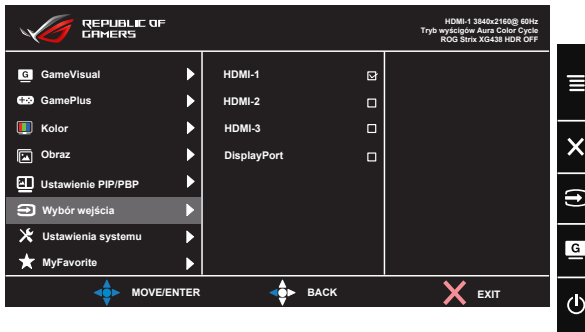 REPUBLIC OF
GAMERS
HDMI-1 3840x2160@ 60Hz
Tryb wyścigów Aura Color Cycle
ROG Strix XG438 HDR OFF
G GameVisual
GamePlus
Kolor
Obraz
Ustawienie PIP/PBP
Wybór wejścia
Ustawienia systemu
MyFavorite
HDMI-1
HDMI-2
HDMI-3
DisplayPort
MOVE/ENTER
BACK
EXIT
G